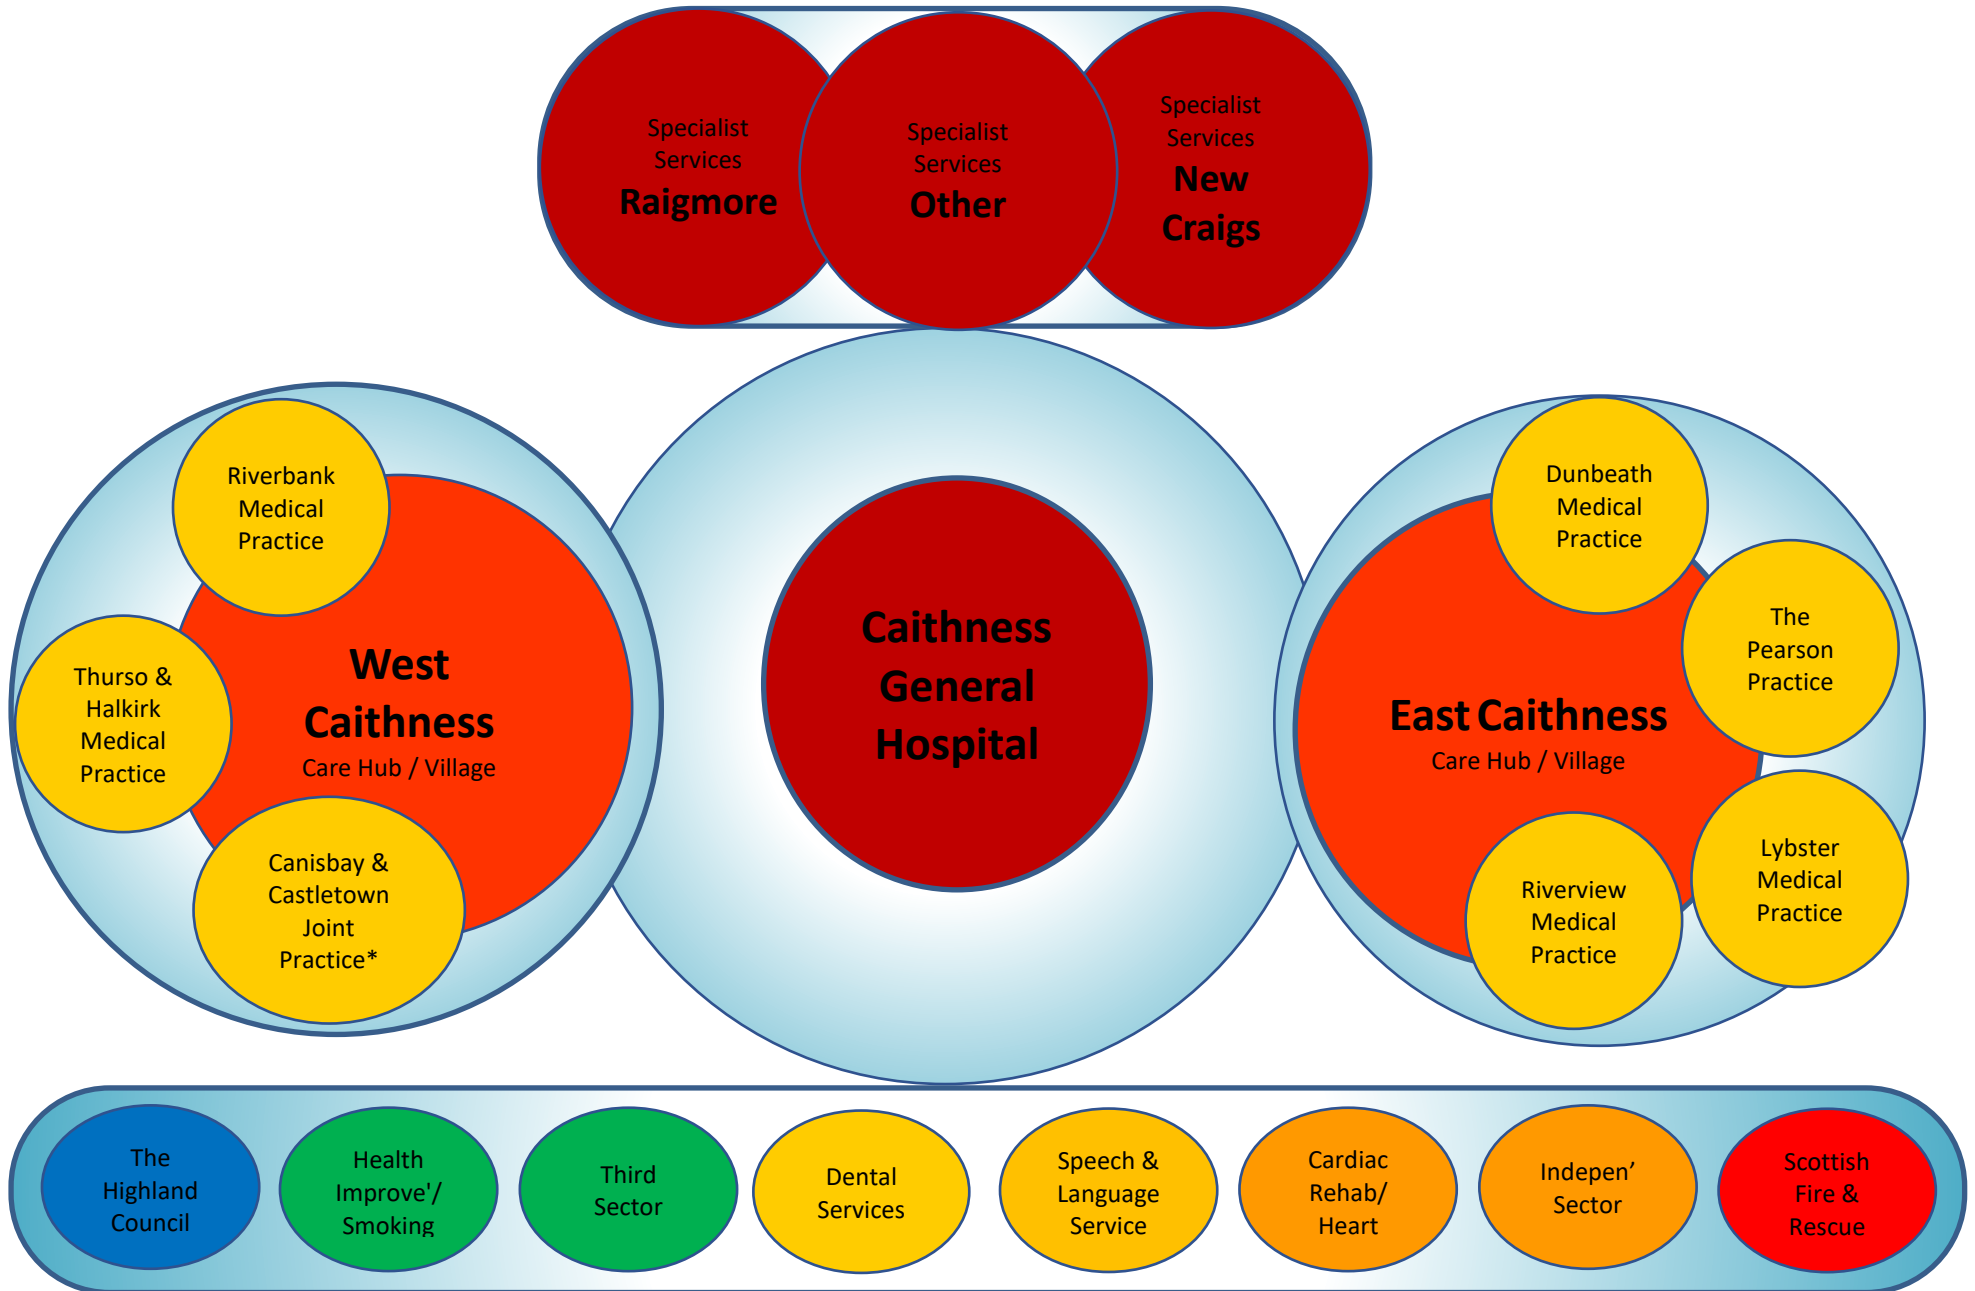 Specialist
Services
Raigmore
Specialist
Services
Other
Specialist
Services
New
Craigs
Riverbank
Medical
Practice
Thurso &
Halkirk
Medical
Practice
West
Caithness
Care Hub / Village
Canisbay &
Castletown
Joint
Practice*
Caithness
General
Hospital
Dunbeath
Medical
Practice
The
Pearson
Practice
East Caithness
Care Hub / Village
Lybster
Medical
Practice
Riverview
Medical
Practice
The
Highland
Council
Health
Improve'/
Smoking
Third
Sector
Dental
Services
Speech &
Language
Service
Cardiac
Rehab/
Heart
Indepen’
Sector
Scottish
Fire &
Rescue